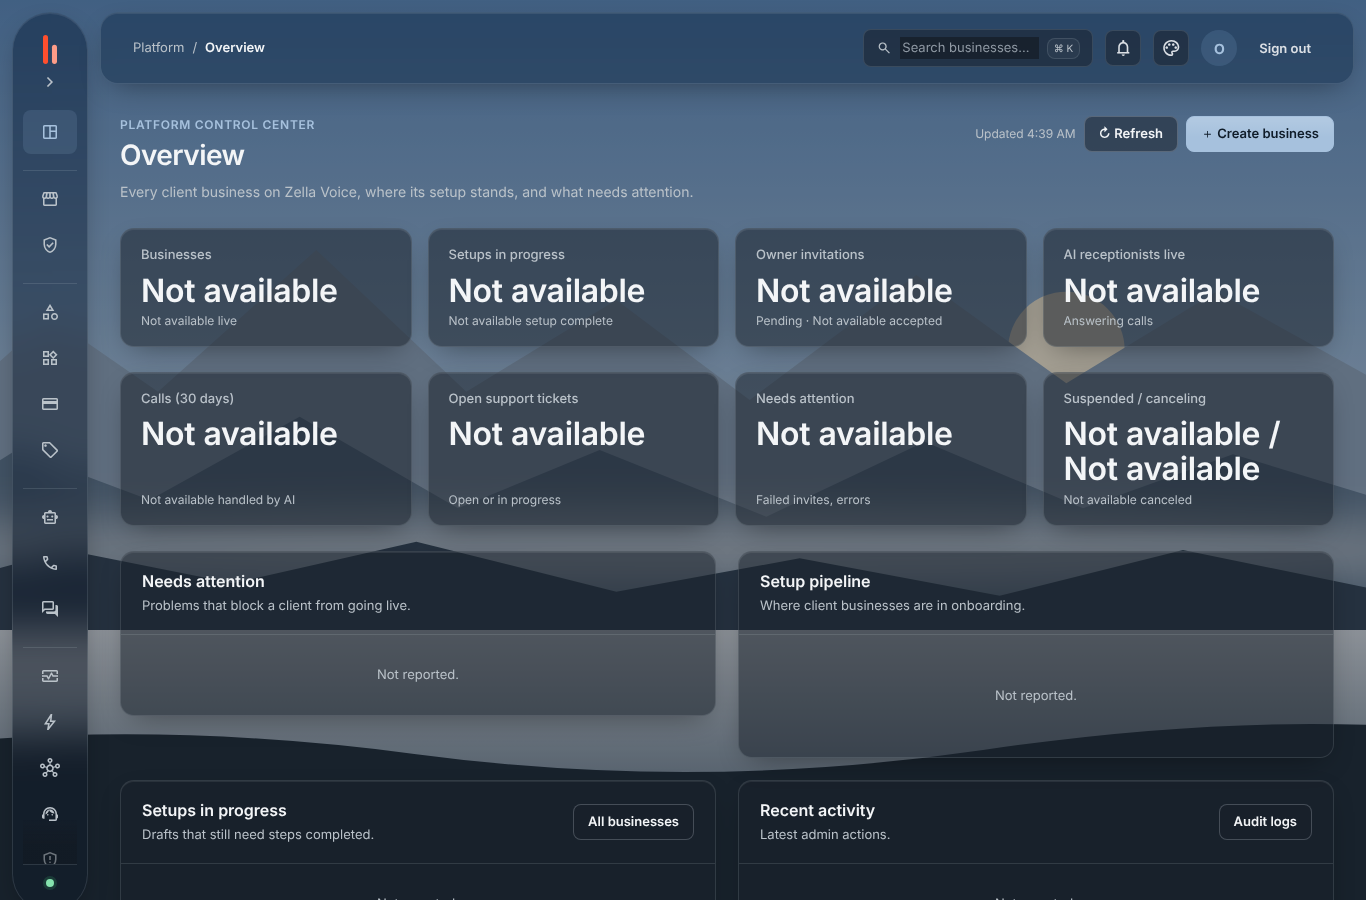 Platform / Overview
Search businesses...
⌘ K
O
Sign out
PLATFORM CONTROL CENTER
Overview
Every client business on Zella Voice, where its setup stands, and what needs attention.
Updated 4:39 AM
Refresh
+ Create business
Businesses
Not available
Not available live
Setups in progress
Not available
Not available setup complete
Owner invitations
Not available
Pending · Not available accepted
AI receptionists live
Not available
Answering calls
Calls (30 days)
Not available
Not available handled by AI
Open support tickets
Not available
Open or in progress
Needs attention
Not available
Failed invites, errors
Suspended / canceling
Not available /
Not available
Not available canceled
Needs attention
Problems that block a client from going live.
Not reported.
Setup pipeline
Where client businesses are in onboarding.
Not reported.
Setups in progress
Drafts that still need steps completed.
All businesses
Recent activity
Latest admin actions.
Audit logs